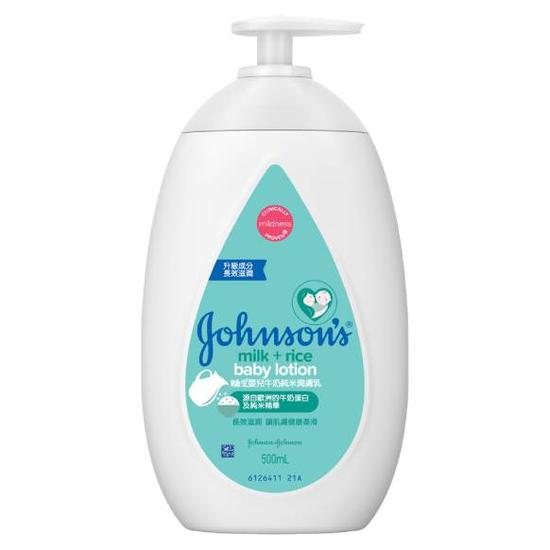 CLINICALLY
mildness
PROVEN®
升級成分
長效滋潤
Johnson's®
milk + rice
baby lotion
嬰兒牛奶純米潤膚乳
源自歐洲的牛奶蛋白
及純米精華
長效滋潤 讓肌膚健康柔滑
Johnson & Johnson
500mL
6126411 21A